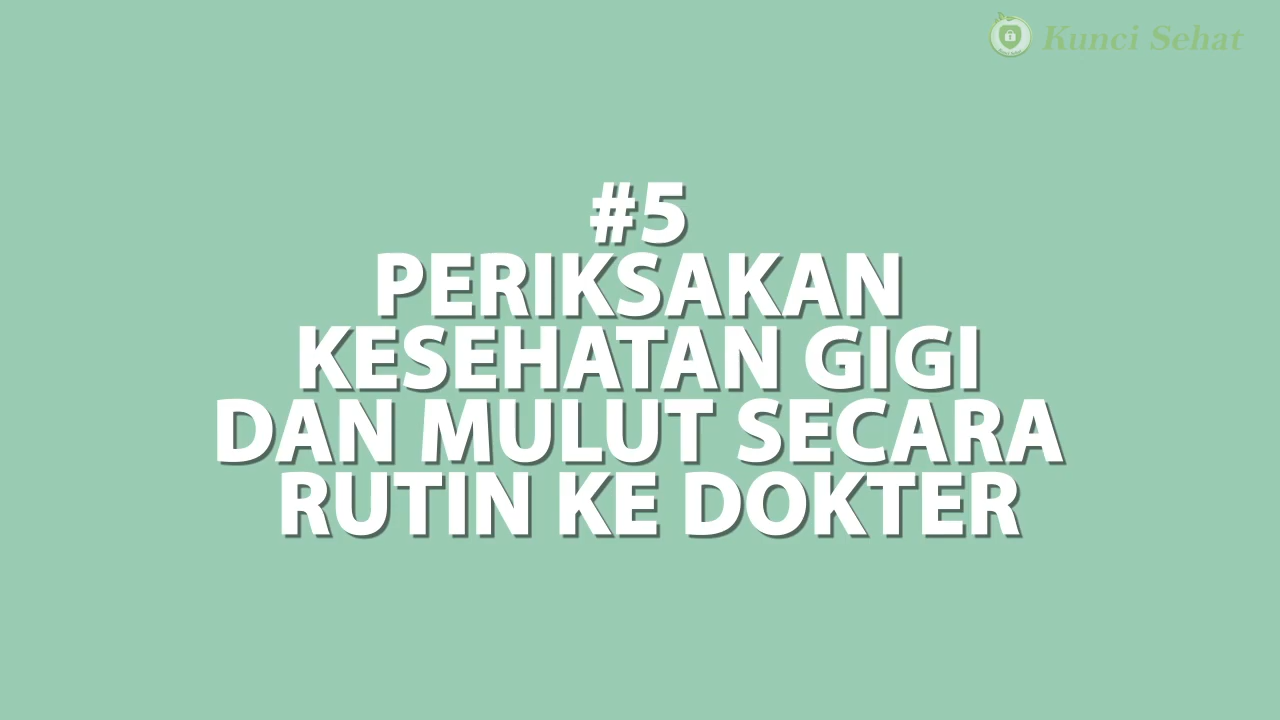 Kunci Sehat
#5
PERIKSAKAN
KESEHATAN GIGI
DAN MULUT SECARA
RUTIN KE DOKTER